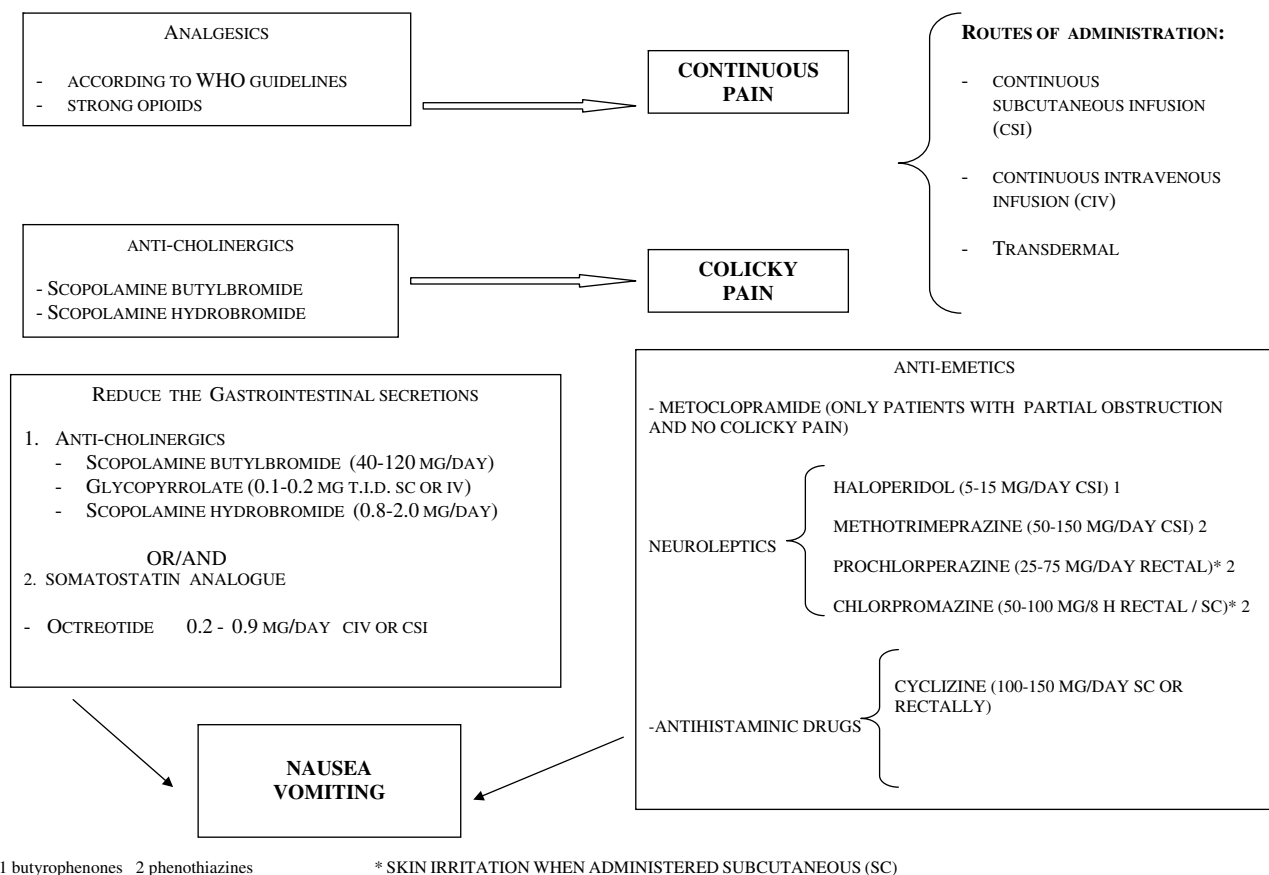 ANALGESICS
- ACCORDING TO WHO GUIDELINES
- STRONG OPIOIDS
CONTINUOUS
PAIN
ROUTES OF ADMINISTRATION:
- CONTINUOUS
SUBCUTANEOUS INFUSION
(CSI)
- CONTINUOUS INTRAVENOUS
INFUSION (CIV)
- TRANSDERMAL
ANTI-CHOLINERGICS
- SCOPOLAMINE BUTYLBROMIDE
- SCOPOLAMINE HYDROBROMIDE
COLICKY
PAIN
REDUCE THE GASTROINTESTINAL SECRETIONS
1. ANTI-CHOLINERGICS
- SCOPOLAMINE BUTYLBROMIDE (40-120 MG/DAY)
- GLYCOPYRROLATE (0.1-0.2 MG T.I.D. SC OR IV)
- SCOPOLAMINE HYDROBROMIDE (0.8-2.0 MG/DAY)
OR/AND
2. SOMATOSTATIN ANALOGUE
- OCTREOTIDE 0.2 - 0.9 MG/DAY CIV OR CSI
ANTI-EMETICS
- METOCLOPRAMIDE (ONLY PATIENTS WITH PARTIAL OBSTRUCTION
AND NO COLICKY PAIN)
NEUROLEPTICS
HALOPERIDOL (5-15 MG/DAY CSI) 1
METHOTRIMEPRAZINE (50-150 MG/DAY CSI) 2
PROCHLORPERAZINE (25-75 MG/DAY RECTAL)* 2
CHLORPROMAZINE (50-100 MG/8 H RECTAL / SC)* 2
-ANTIHISTAMINIC DRUGS
CYCLIZINE (100-150 MG/DAY SC OR
RECTALLY)
NAUSEA
VOMITING
1 butyrophenones 2 phenothiazines * SKIN IRRITATION WHEN ADMINISTERED SUBCUTANEOUS (SC)